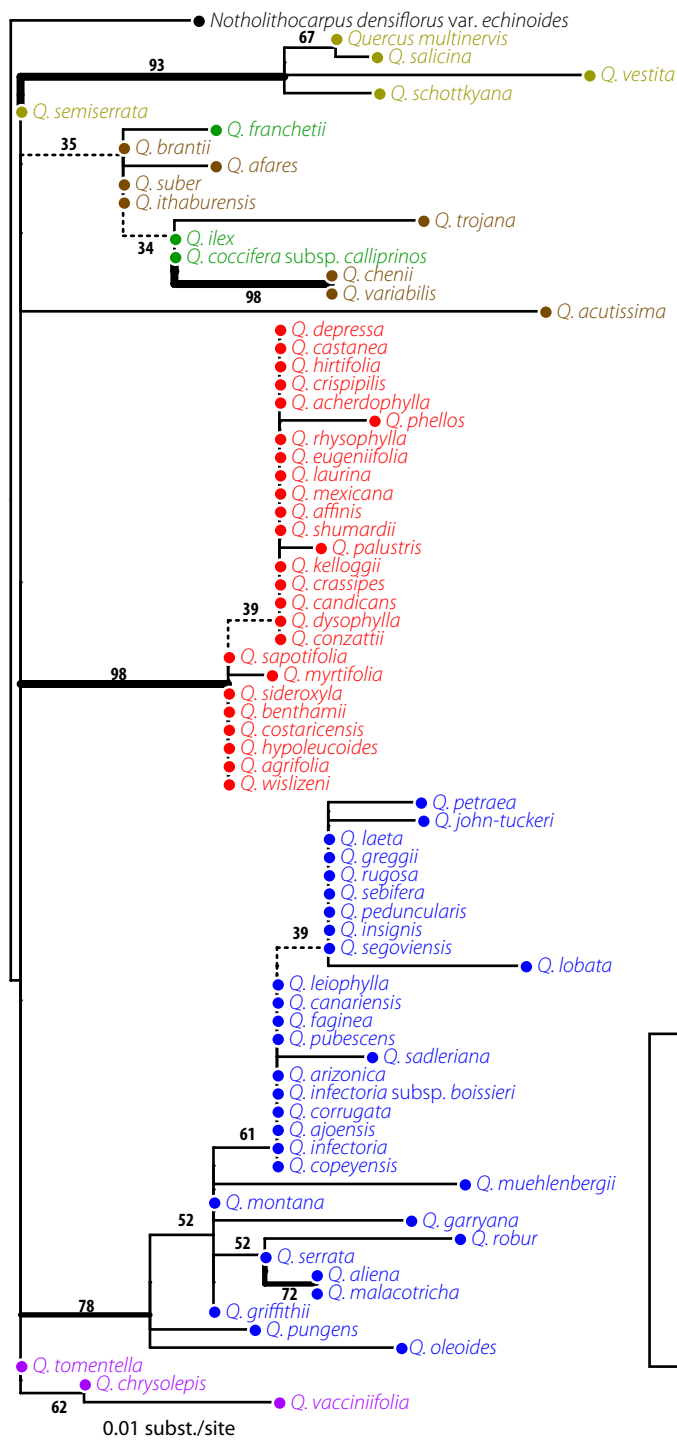 Notholithocarpus densiflorus var. echinoides
67
Quercus multinervis
Q. salicina
93
Q. vestita
Q. schottkyana
Q. semiserrata
Q. franchetii
35
Q. brantii
Q. afares
Q. suber
Q. ithaburensis
Q. trojana
34
Q. ilex
Q. coccifera subsp. calliprinos
Q. chenii
98
Q. variabilis
Q. acutissima
Q. depressa
Q. castanea
Q. hirtifolia
Q. crispipilis
Q. acherdophylla
Q. phellos
Q. rhysophylla
Q. eugeniifolia
Q. laurina
Q. mexicana
Q. affinis
Q. shumardii
Q. palustris
Q. kelloggii
Q. crassipes
Q. candicans
39
Q. dysophylla
Q. conzattii
Q. sapotifolia
98
Q. myrtifolia
Q. sideroxyla
Q. benthamii
Q. costaricensis
Q. hypoleucoides
Q. agrifolia
Q. wislizeni
Q. petraea
Q. john-tuckeri
Q. laeta
Q. greggii
Q. rugosa
Q. sebifera
Q. peduncularis
Q. insignis
39
Q. segoviensis
Q. lobata
Q. leiophylla
Q. canariensis
Q. faginea
Q. pubescens
Q. sadleriana
Q. arizonica
Q. infectoria subsp. boissieri
Q. corrugata
Q. ajoensis
61
Q. infectoria
Q. copeyensis
Q. muehlenbergii
Q. montana
52
Q. garryana
Q. robur
52
Q. serrata
Q. aliena
72
Q. malacotricha
Q. griffithii
78
Q. pungens
Q. oleoides
Q. tomentella
Q. chrysolepis
62
Q. vacciniifolia
0.01 subst./site